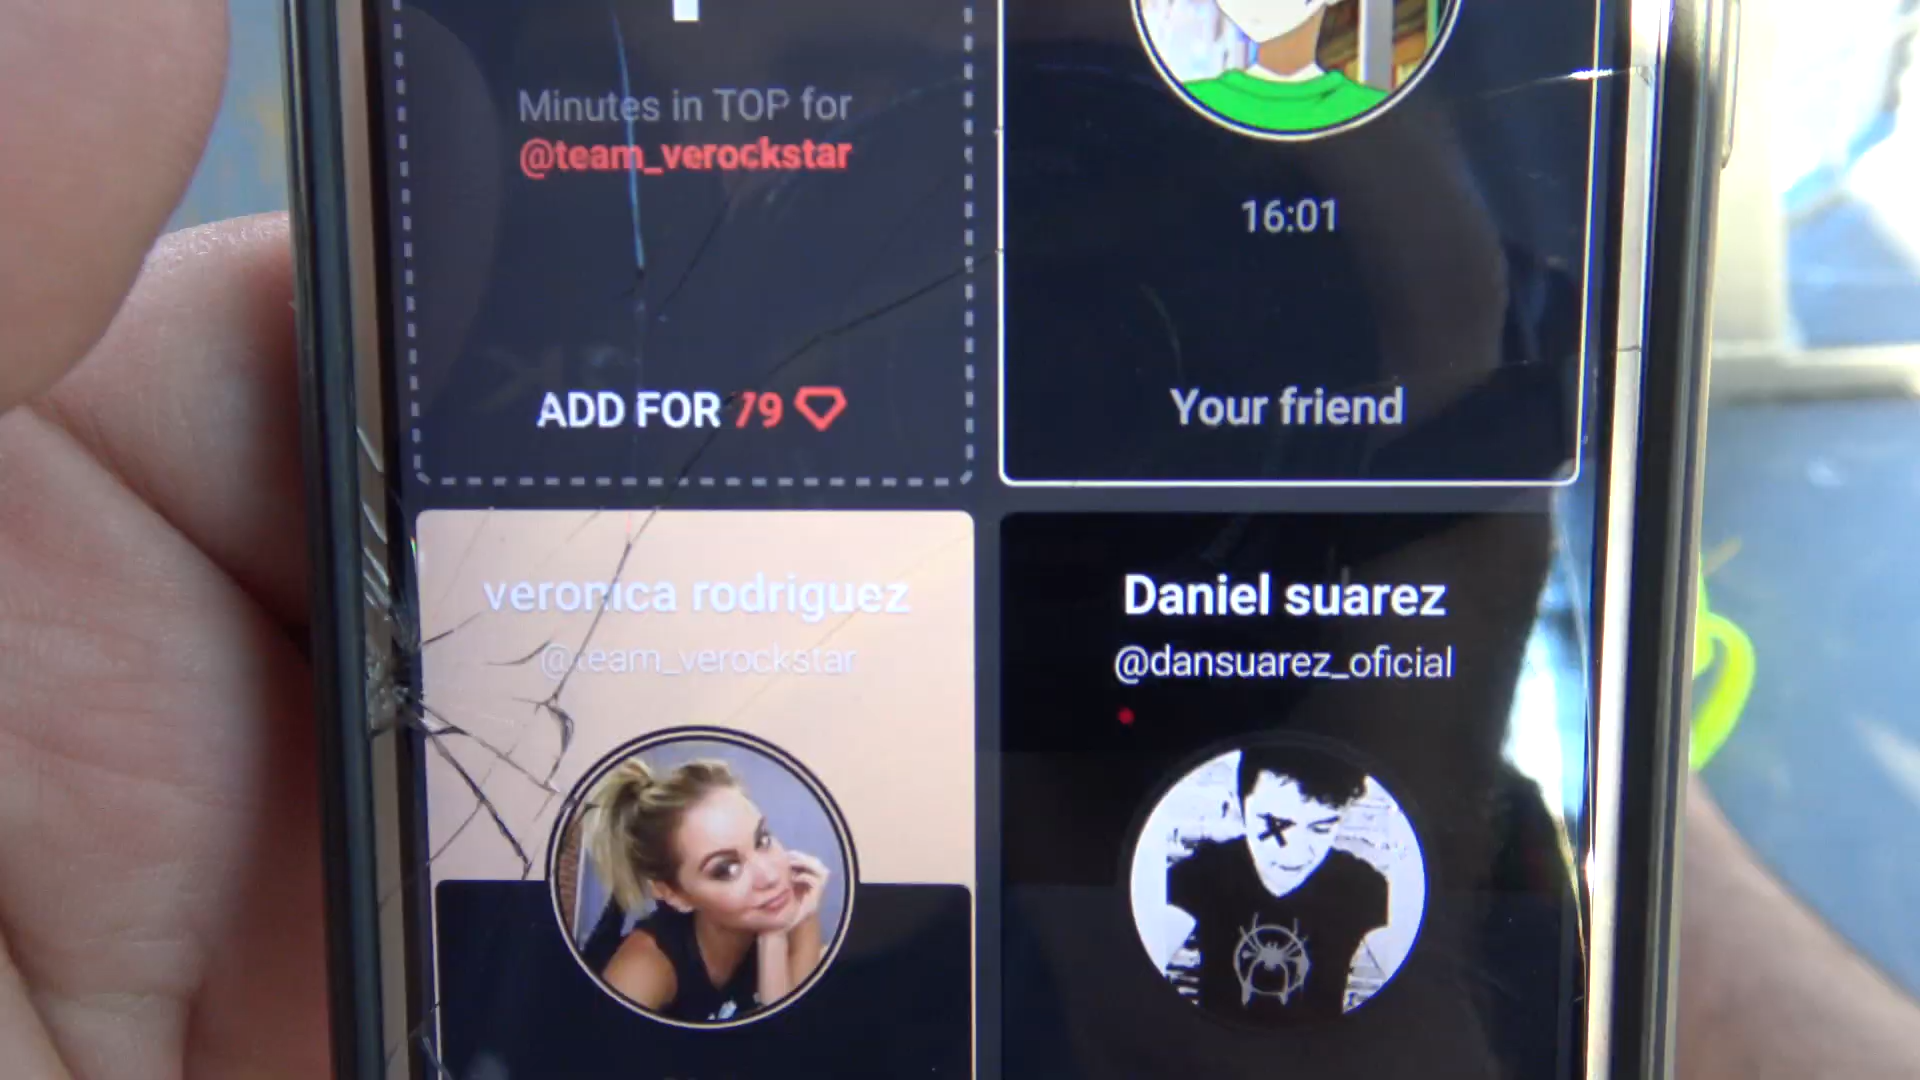 Minutes in TOP for
@team_verockstar
ADD FOR 79
16:01
Your friend
veronica rodriguez
@team_verockstar
Daniel suarez
@dansuarez_oficial